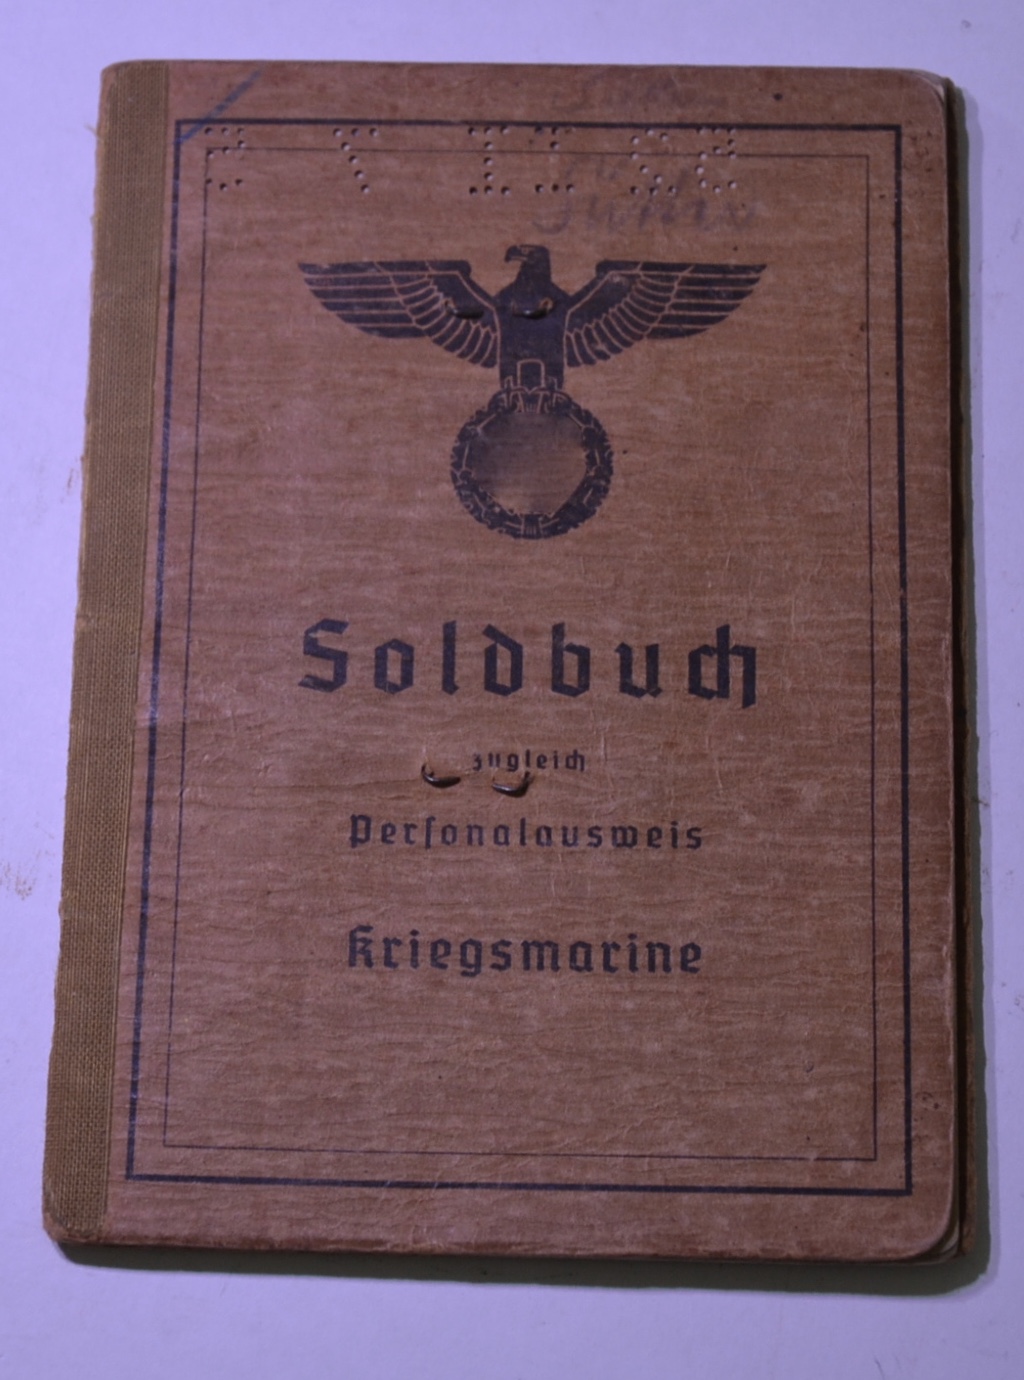 Soldbuch
zugleich
Perſonalausweis
Kriegsmarine